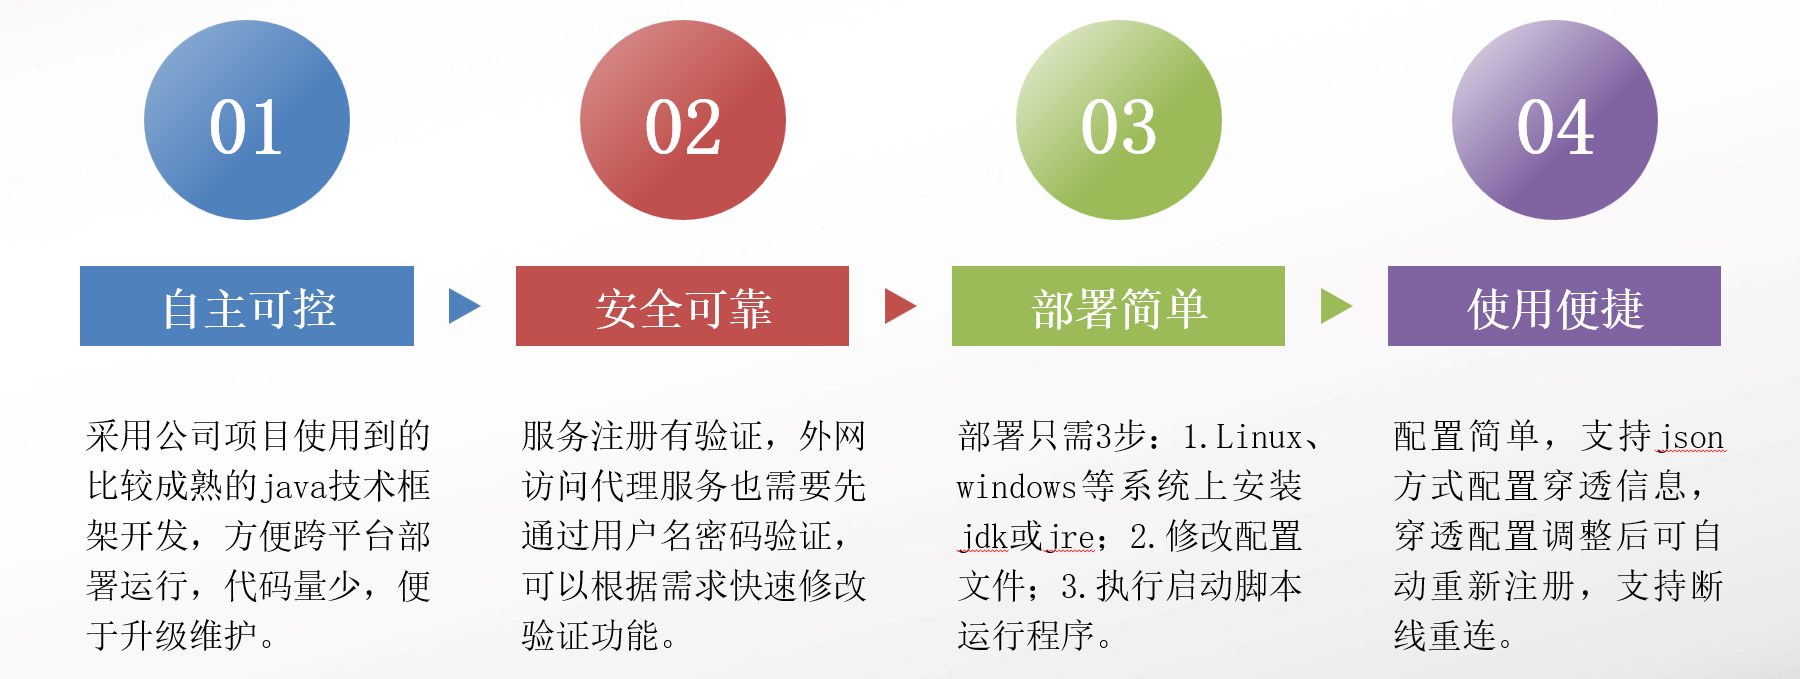 01
自主可控
采用公司项目使用到的
比较成熟的java技术框
架开发，方便跨平台部
署运行，代码量少，便
于升级维护。
02
安全可靠
服务注册有验证，外网
访问代理服务也需要先
通过用户名密码验证，
可以根据需求快速修改
验证功能。
03
部署简单
部署只需3步：1.Linux、
windows等系统上安装
jdk或jre；2.修改配置
文件；3.执行启动脚本
运行程序。
04
使用便捷
配置简单，支持json
方式配置穿透信息，
穿透配置调整后可自
动重新注册，支持断
线重连。